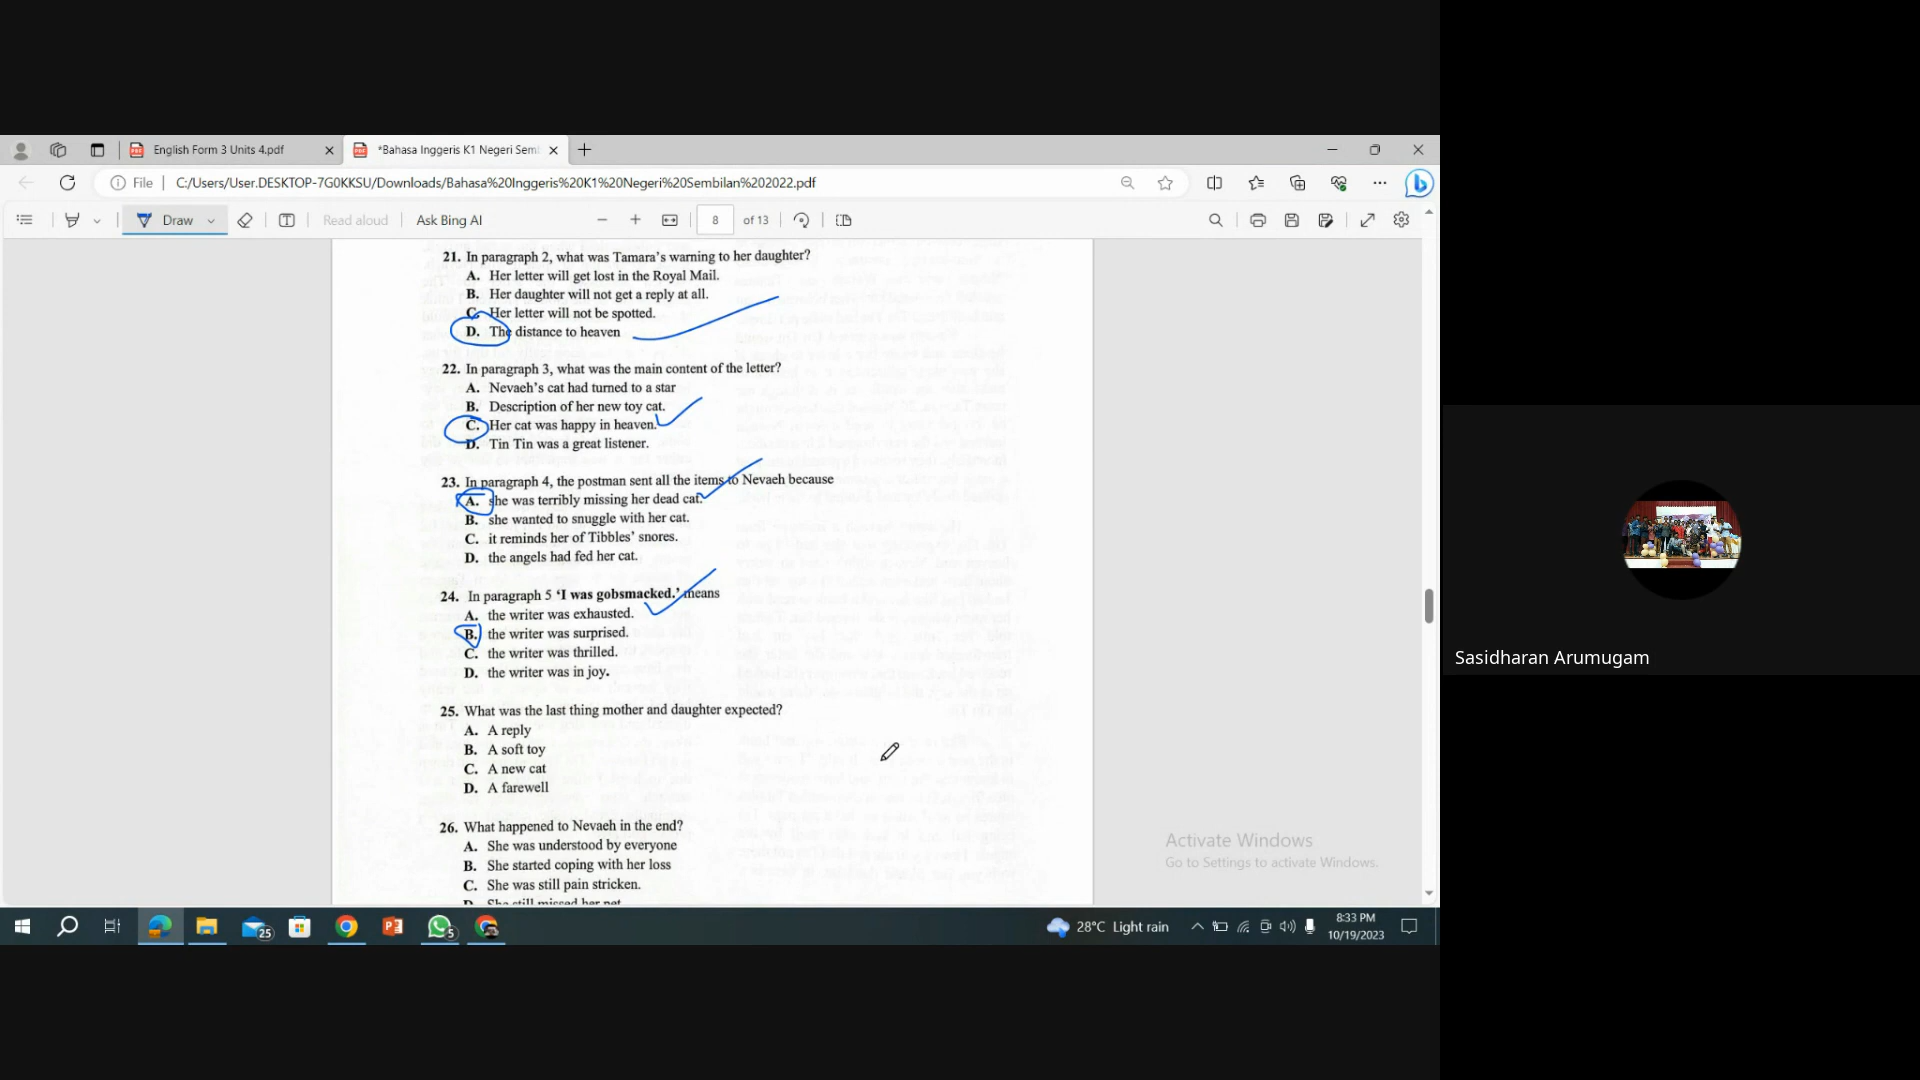 English Form 3 Units 4.pdf
*Bahasa Inggeris K1 Negeri Sem
File
C:/Users/User.DESKTOP-7G0KKSU/Downloads/Bahasa%20Inggeris%20K1%20Negeri%20Sembilan%202022.pdf
Draw
Read aloud
Ask Bing AI
8
of 13
21. In paragraph 2, what was Tamara's warning to her daughter?
A. Her letter will get lost in the Royal Mail.
B. Her daughter will not get a reply at all.
C. Her letter will not be spotted.
D. The distance to heaven
22. In paragraph 3, what was the main content of the letter?
A. Nevaeh's cat had turned to a star
B. Description of her new toy cat.
C. Her cat was happy in heaven.
D. Tin Tin was a great listener.
23. In paragraph 4, the postman sent all the items to Nevaeh because
A. she was terribly missing her dead cat.
B. she wanted to snuggle with her cat.
C. it reminds her of Tibbles' snores.
D. the angels had fed her cat.
24. In paragraph 5 'I was gobsmacked.' means
A. the writer was exhausted.
B. the writer was surprised.
C. the writer was thrilled.
D. the writer was in joy.
25. What was the last thing mother and daughter expected?
A. A reply
B. A soft toy
C. A new cat
D. A farewell
26. What happened to Nevaeh in the end?
A. She was understood by everyone
B. She started coping with her loss
C. She was still pain stricken.
D. She still missed her pet
Activate Windows
Go to Settings to activate Windows.
25
5
28°C Light rain
8:33 PM
10/19/2023
Sasidharan Arumugam